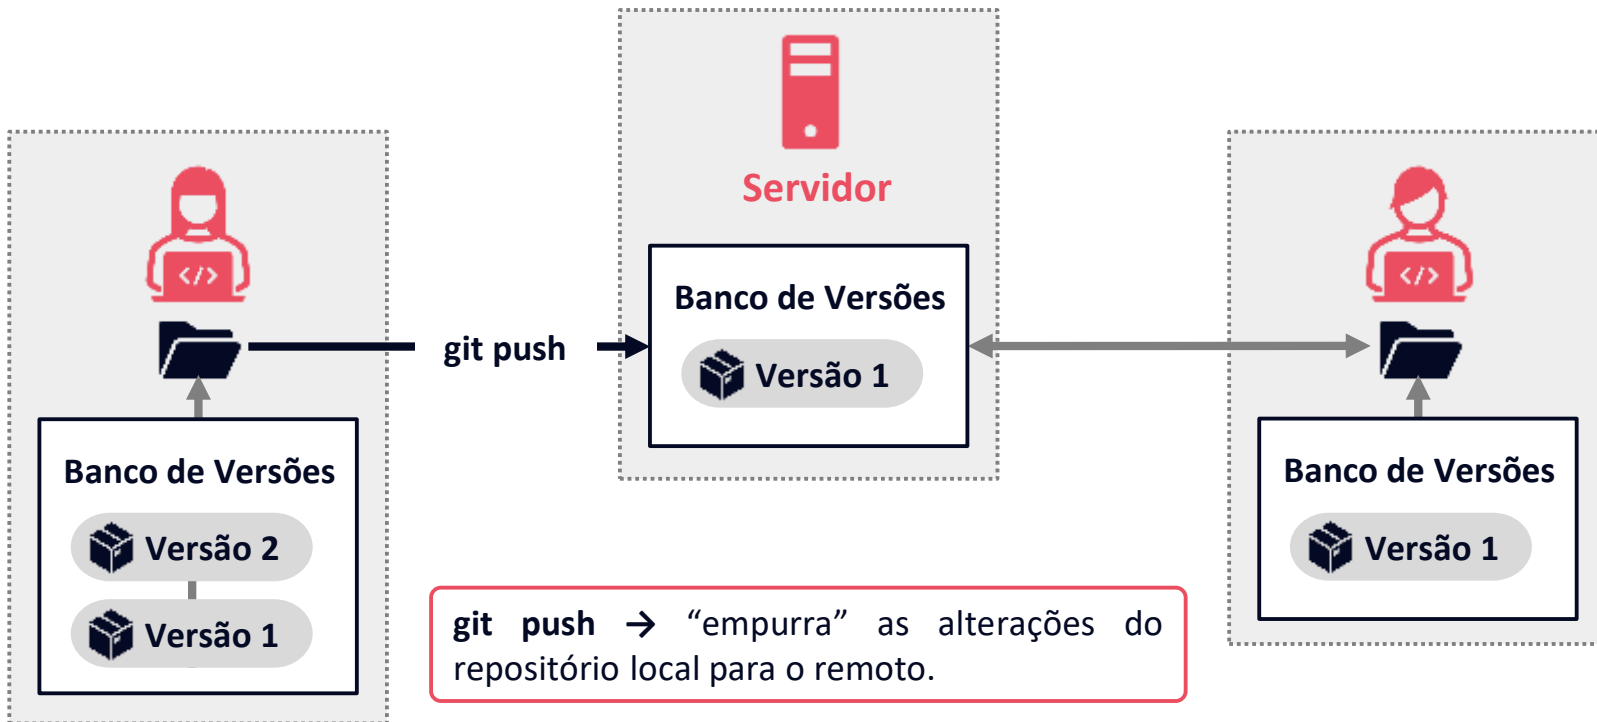 Servidor
</>
</>
Banco de Versões
Versão 1
git push
Banco de Versões
Versão 2
Versão 1
Banco de Versões
Versão 1
git push → “empurra” as alterações do
repositório local para o remoto.